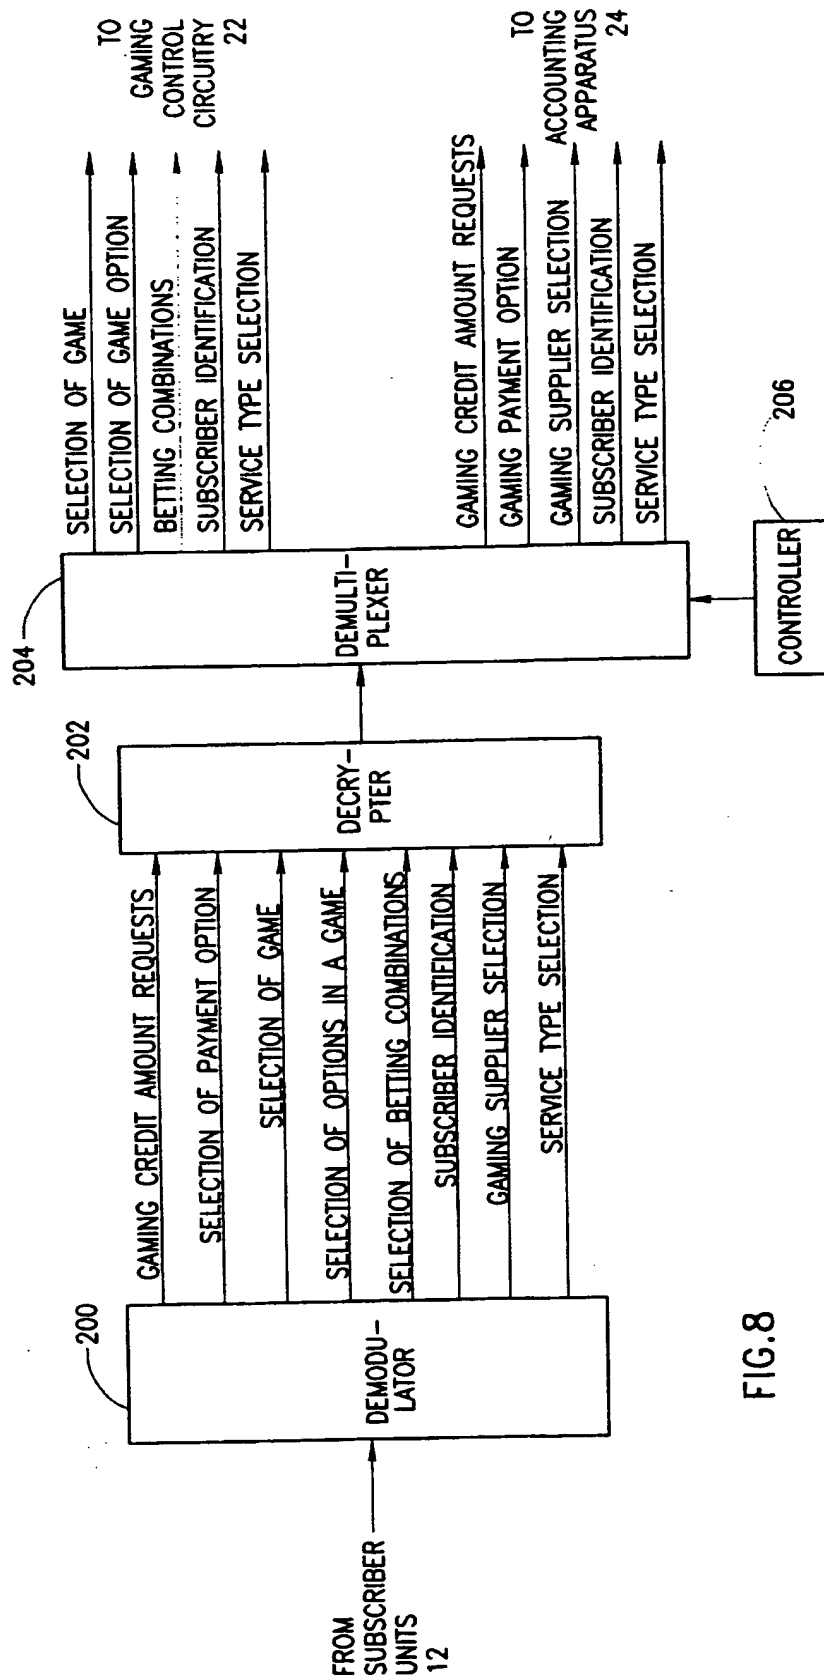 FROM
SUBSCRIBER
UNITS
12
200
DEMODU-
LATOR
GAMING CREDIT AMOUNT REQUESTS
SELECTION OF PAYMENT OPTION
SELECTION OF GAME
SELECTION OF OPTIONS IN A GAME
SELECTION OF BETTING COMBINATIONS
SUBSCRIBER IDENTIFICATION
GAMING SUPPLIER SELECTION
SERVICE TYPE SELECTION
202
DECRY-
PTER
204
DEMULTI-
PLEXER
SELECTION OF GAME
SELECTION OF GAME OPTION
BETTING COMBINATIONS
SUBSCRIBER IDENTIFICATION
SERVICE TYPE SELECTION
TO
GAMING
CONTROL
CIRCUITRY
22
GAMING CREDIT AMOUNT REQUESTS
GAMING PAYMENT OPTION
GAMING SUPPLIER SELECTION
SUBSCRIBER IDENTIFICATION
SERVICE TYPE SELECTION
TO
ACCOUNTING
APPARATUS
24
CONTROLLER
206
FIG.8